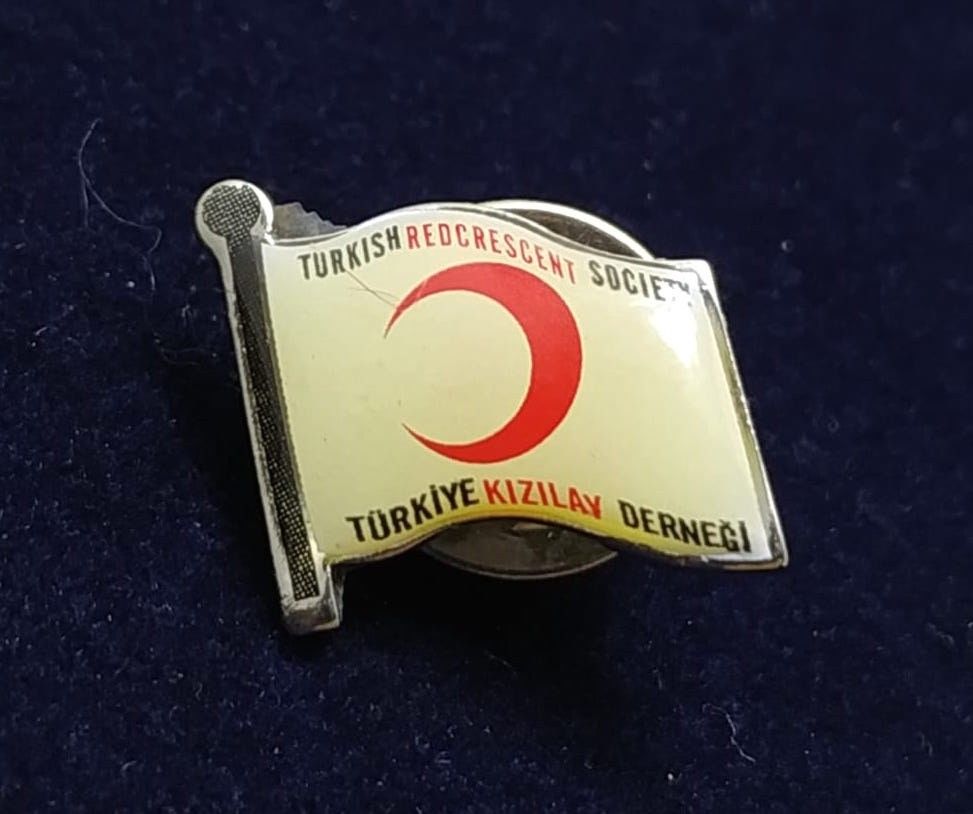 TURKISH REDCRESCENT SOCIETY
TÜRKİYE KIZILAY DERNEĞİ